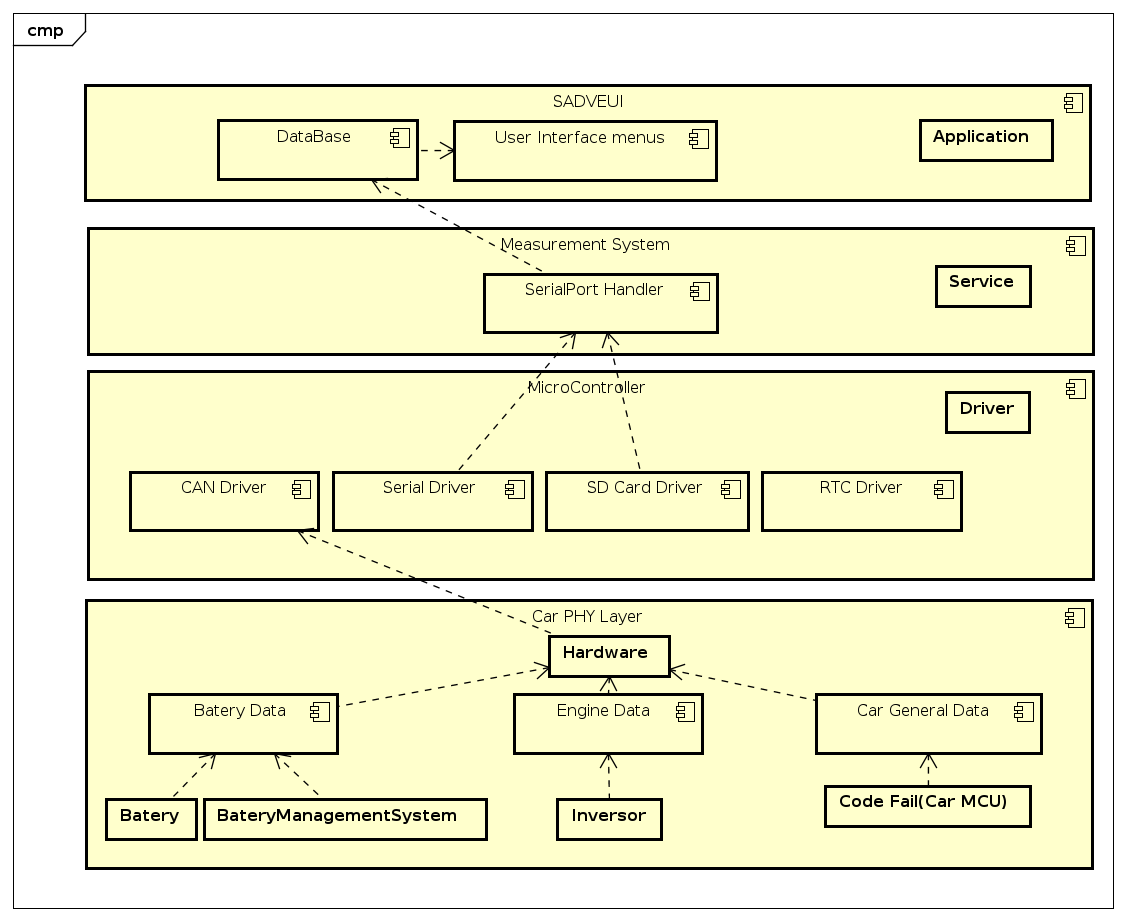 cmp
SADVEUI
DataBase
User Interface menus
Application
Measurement System
SerialPort Handler
Service
MicroController
Driver
CAN Driver
Serial Driver
SD Card Driver
RTC Driver
Car PHY Layer
Hardware
Batery Data
Engine Data
Car General Data
Batery
BateryManagementSystem
Inversor
Code Fail(Car MCU)